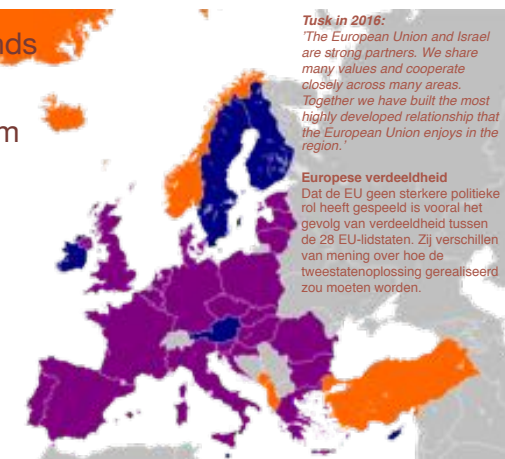 nds
m
Tusk in 2016:
'The European Union and Israel
are strong partners. We share
many values and cooperate
closely across many areas.
Together we have built the most
highly developed relationship that
the European Union enjoys in the
region.'
Europese verdeeldheid
Dat de EU geen sterkere politieke
rol heeft gespeeld is vooral het
gevolg van verdeeldheid tussen
de 28 EU-lidstaten. Zij verschillen
van mening over hoe de
tweestatenoplossing gerealiseerd
zou moeten worden.